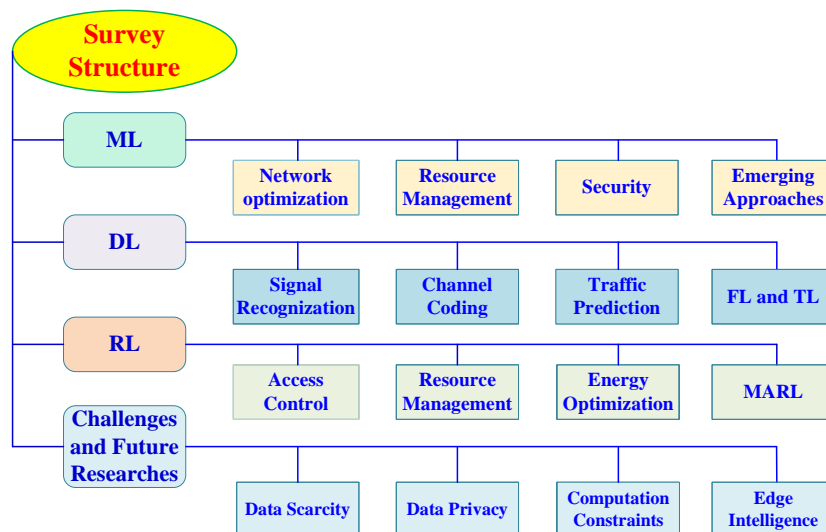 Survey
Structure
ML
Network
optimization
Resource
Management
Security
Emerging
Approaches
DL
Signal
Recognization
Channel
Coding
Traffic
Prediction
FL and TL
RL
Access
Control
Resource
Management
Energy
Optimization
MARL
Challenges
and Future
Researches
Data Scarcity
Data Privacy
Computation
Constraints
Edge
Intelligence